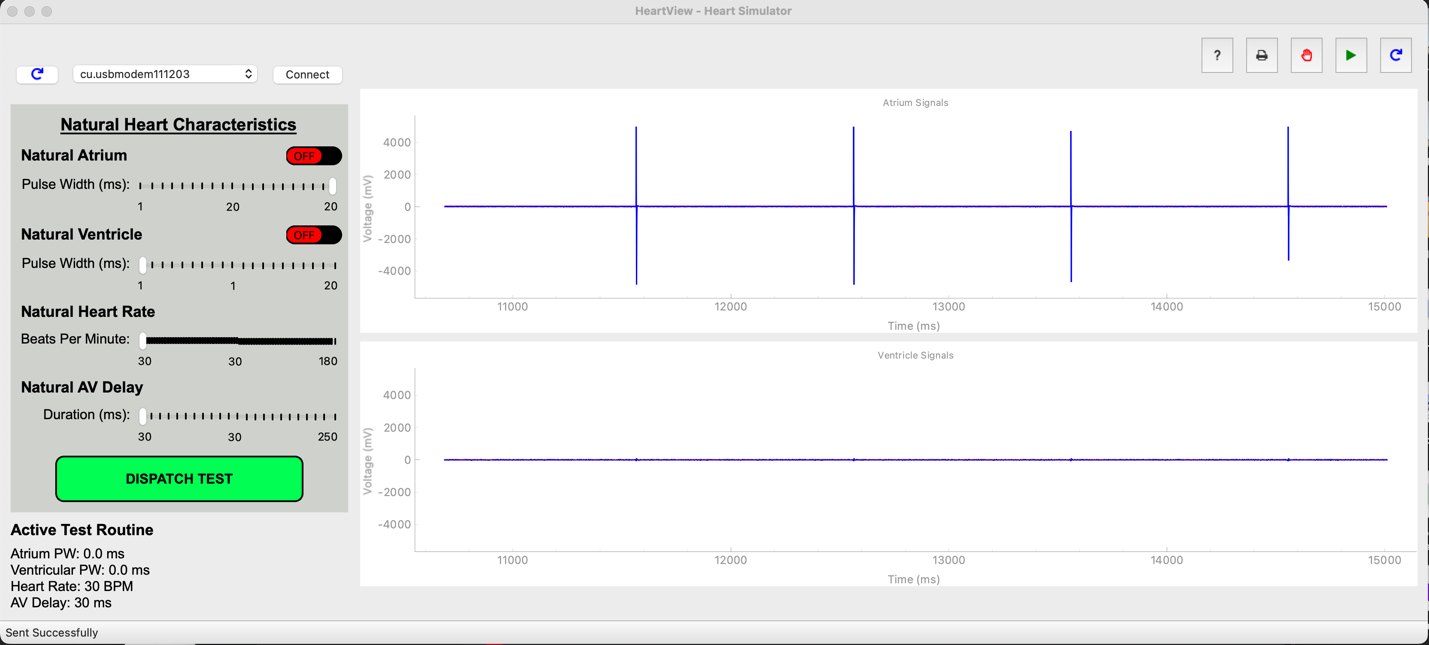 HeartView - Heart Simulator
?
cu.usbmodem111203
Connect
Natural Heart Characteristics
Natural Atrium
OFF
Pulse Width (ms):
1 20 20
Natural Ventricle
OFF
Pulse Width (ms):
1 1 20
Natural Heart Rate
Beats Per Minute:
30 30 180
Natural AV Delay
Duration (ms):
30 30 250
DISPATCH TEST
Active Test Routine
Atrium PW: 0.0 ms
Ventricular PW: 0.0 ms
Heart Rate: 30 BPM
AV Delay: 30 ms
Atrium Signals
Voltage (mV)
4000
2000
0
-2000
-4000
11000 12000 13000 14000 15000
Time (ms)
Ventricle Signals
Voltage (mV)
4000
2000
0
-2000
-4000
11000 12000 13000 14000 15000
Time (ms)
Sent Successfully